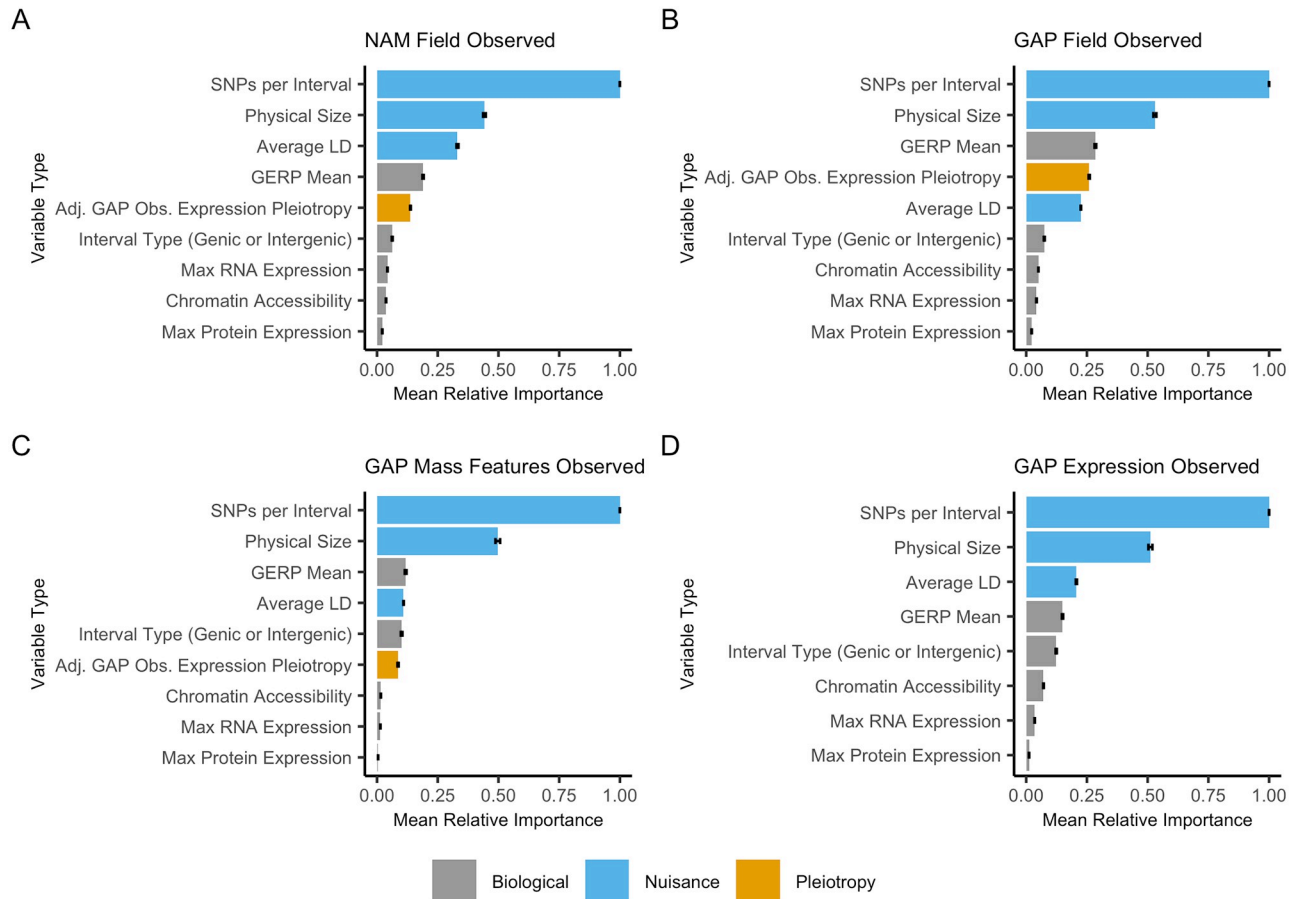 A
NAM Field Observed
Variable Type
SNPs per Interval
Physical Size
Average LD
GERP Mean
Adj. GAP Obs. Expression Pleiotropy
Interval Type (Genic or Intergenic)
Max RNA Expression
Chromatin Accessibility
Max Protein Expression
0.00 0.25 0.50 0.75 1.00
Mean Relative Importance
B
GAP Field Observed
Variable Type
SNPs per Interval
Physical Size
GERP Mean
Adj. GAP Obs. Expression Pleiotropy
Average LD
Interval Type (Genic or Intergenic)
Chromatin Accessibility
Max RNA Expression
Max Protein Expression
0.00 0.25 0.50 0.75 1.00
Mean Relative Importance
C
GAP Mass Features Observed
Variable Type
SNPs per Interval
Physical Size
GERP Mean
Average LD
Interval Type (Genic or Intergenic)
Adj. GAP Obs. Expression Pleiotropy
Chromatin Accessibility
Max RNA Expression
Max Protein Expression
0.00 0.25 0.50 0.75 1.00
Mean Relative Importance
D
GAP Expression Observed
Variable Type
SNPs per Interval
Physical Size
Average LD
GERP Mean
Interval Type (Genic or Intergenic)
Chromatin Accessibility
Max RNA Expression
Max Protein Expression
0.00 0.25 0.50 0.75 1.00
Mean Relative Importance
Biological Nuisance Pleiotropy